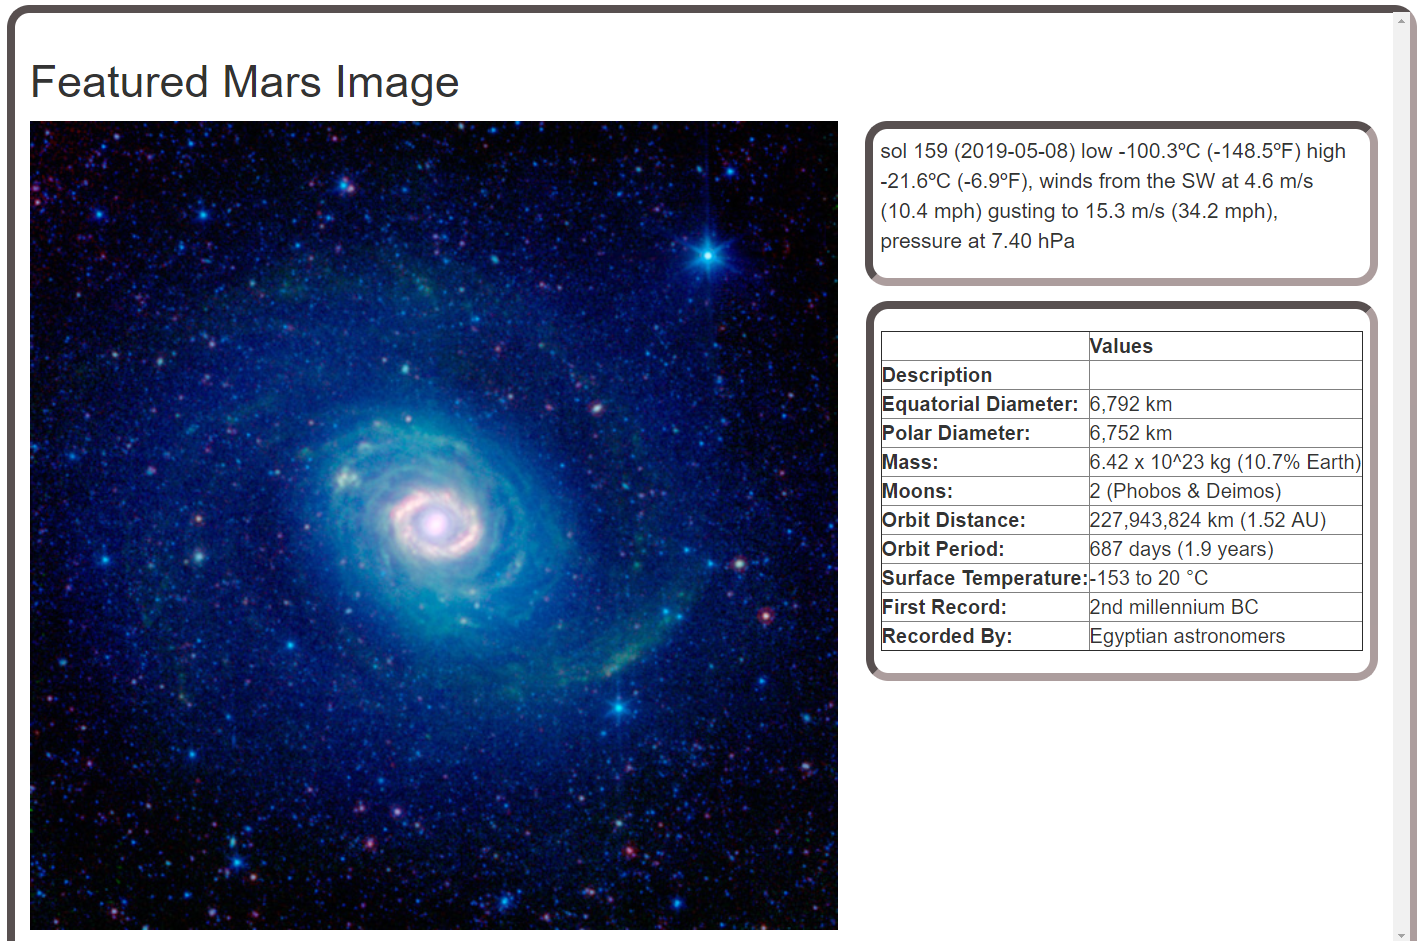 Featured Mars Image
sol 159 (2019-05-08) low -100.3ºC (-148.5ºF) high
-21.6ºC (-6.9ºF), winds from the SW at 4.6 m/s
(10.4 mph) gusting to 15.3 m/s (34.2 mph),
pressure at 7.40 hPa
Values
Description
Equatorial Diameter: 6,792 km
Polar Diameter: 6,752 km
Mass: 6.42 x 10^23 kg (10.7% Earth)
Moons: 2 (Phobos & Deimos)
Orbit Distance: 227,943,824 km (1.52 AU)
Orbit Period: 687 days (1.9 years)
Surface Temperature: -153 to 20 °C
First Record: 2nd millennium BC
Recorded By: Egyptian astronomers